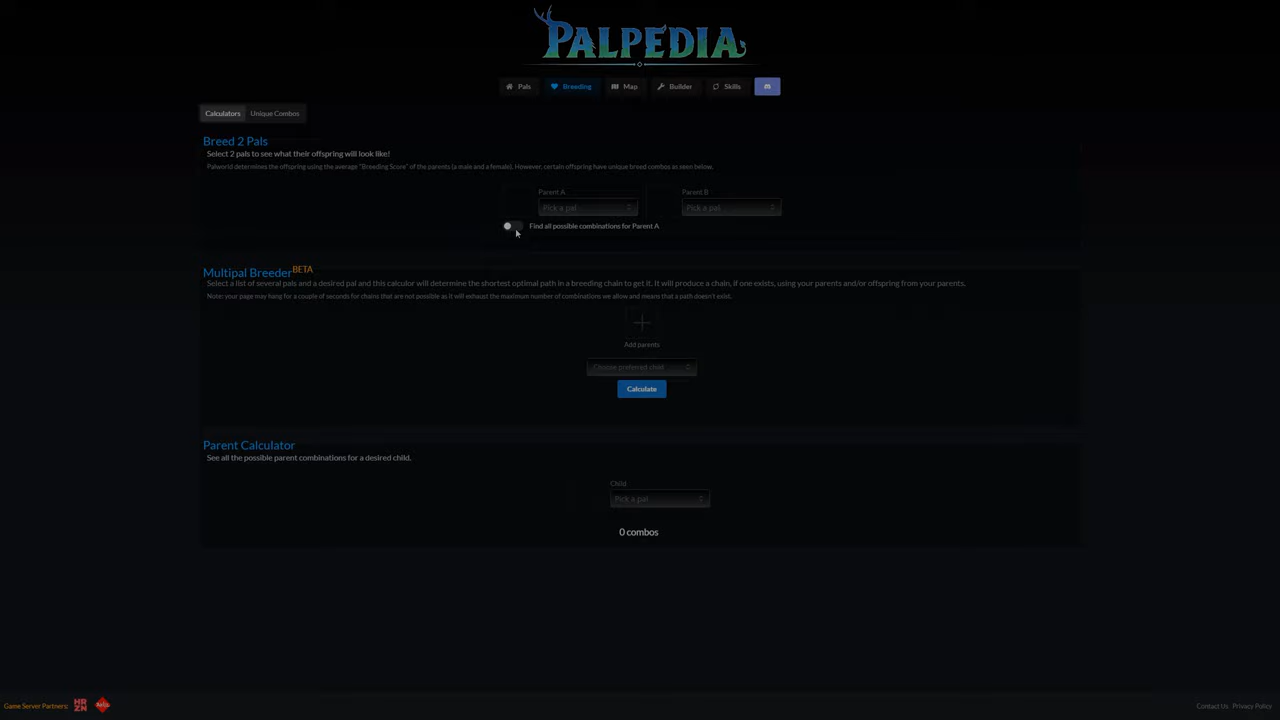 PALPEDIA
Pals Breeding Map Builder Skills
Calculators Unique Combos
Breed 2 Pals
Select 2 pals to see what their offspring will look like!
Palworld determines the offspring using the average "Breeding Score" of the parents (a male and a female). However, certain offspring have unique breed combos as seen below.
Parent A Parent B
Pick a pal Pick a pal
Find all possible combinations for Parent A
Multipal Breeder BETA
Select a list of several pals and a desired pal and this calculor will determine the shortest optimal path in a breeding chain to get it. It will produce a chain, if one exists, using your parents and/or offspring from your parents.
Note: your page may hang for a couple of seconds for chains that are not possible as it will exhaust the maximum number of combinations we allow and means that a path doesn't exist.
Add parents
Choose preferred child
Calculate
Parent Calculator
See all the possible parent combinations for a desired child.
Child
Pick a pal
0 combos
Game Server Partners: HR
ZN
Contact Us Privacy Policy